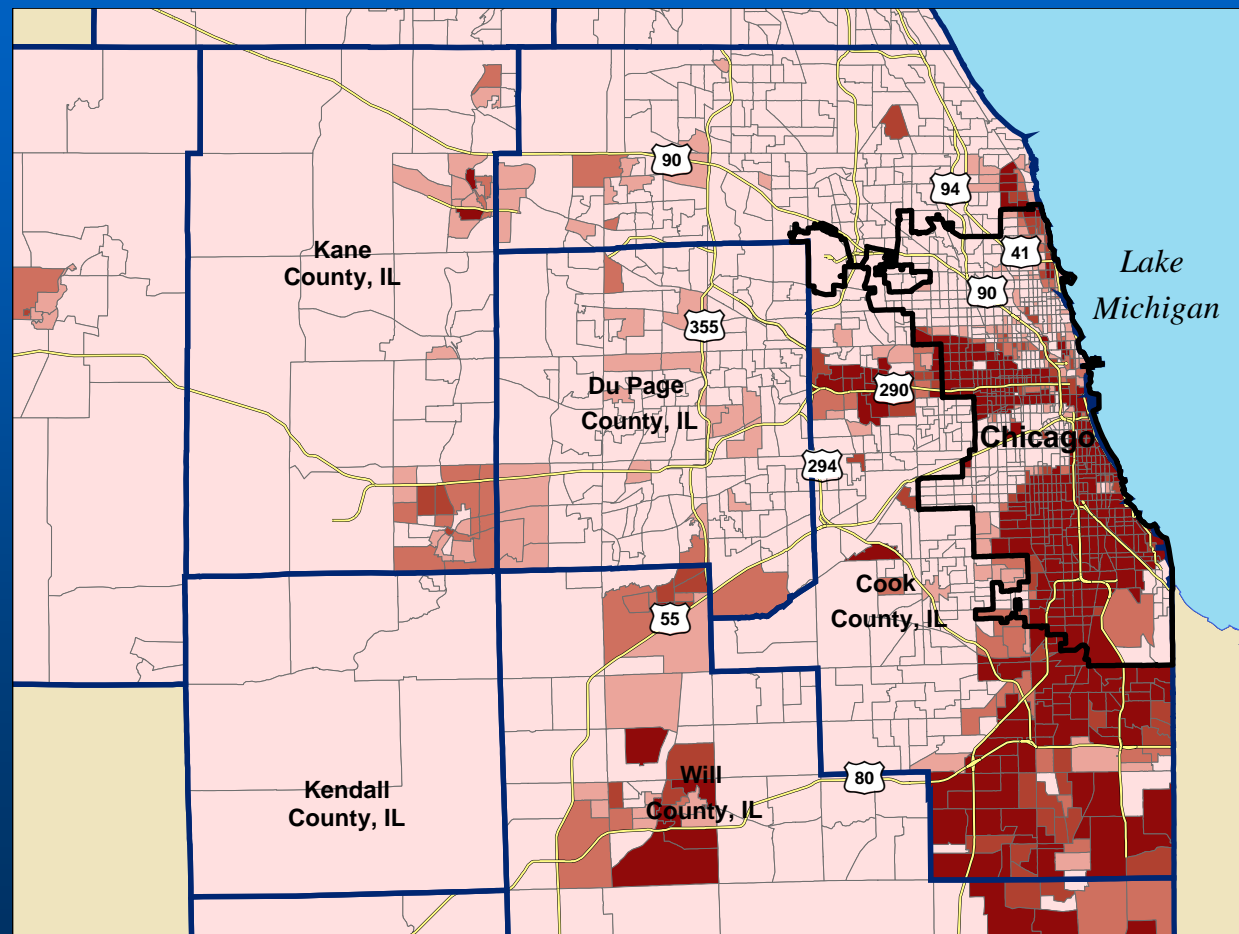 90
94
Kane
County, IL
41
Lake
Michigan
90
355
Du Page
County, IL
290
Chicago
294
Cook
County, IL
55
Will
County, IL
80
Kendall
County, IL